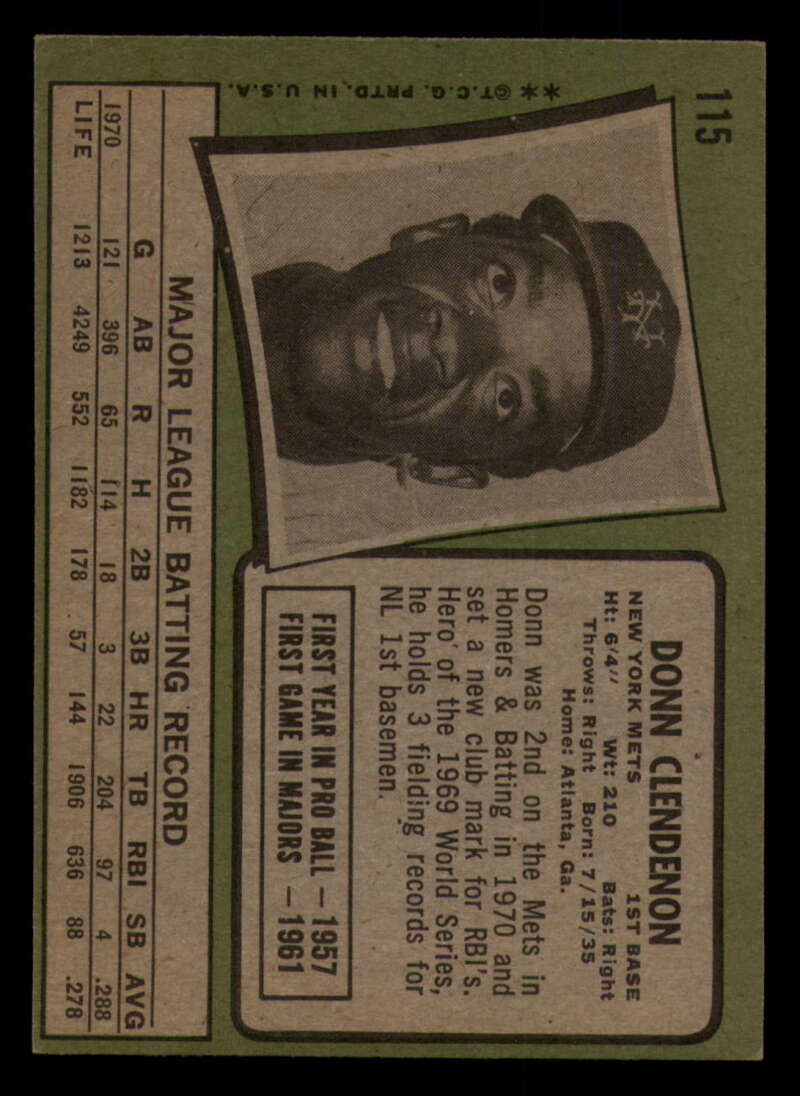 115
**©T.C.G. PRTD. IN U.S.A.
NY
DONN CLENDENON
NEW YORK METS 1ST BASE
Ht: 6'4" Wt: 210 Bats: Right
Throws: Right Born: 7/15/35
Home: Atlanta, Ga.
Donn was 2nd on the Mets in
Homers & Batting in 1970 and
set a new club mark for RBI's.
Hero of the 1969 World Series,
he holds 3 fielding records for
NL 1st basemen.
FIRST YEAR IN PRO BALL — 1957
FIRST GAME IN MAJORS — 1961
MAJOR LEAGUE BATTING RECORD
G AB R H 2B 3B HR TB RBI SB AVG
1970 121 396 65 114 18 3 22 204 97 4 .288
LIFE 1213 4249 552 1182 178 57 144 1906 636 88 .278